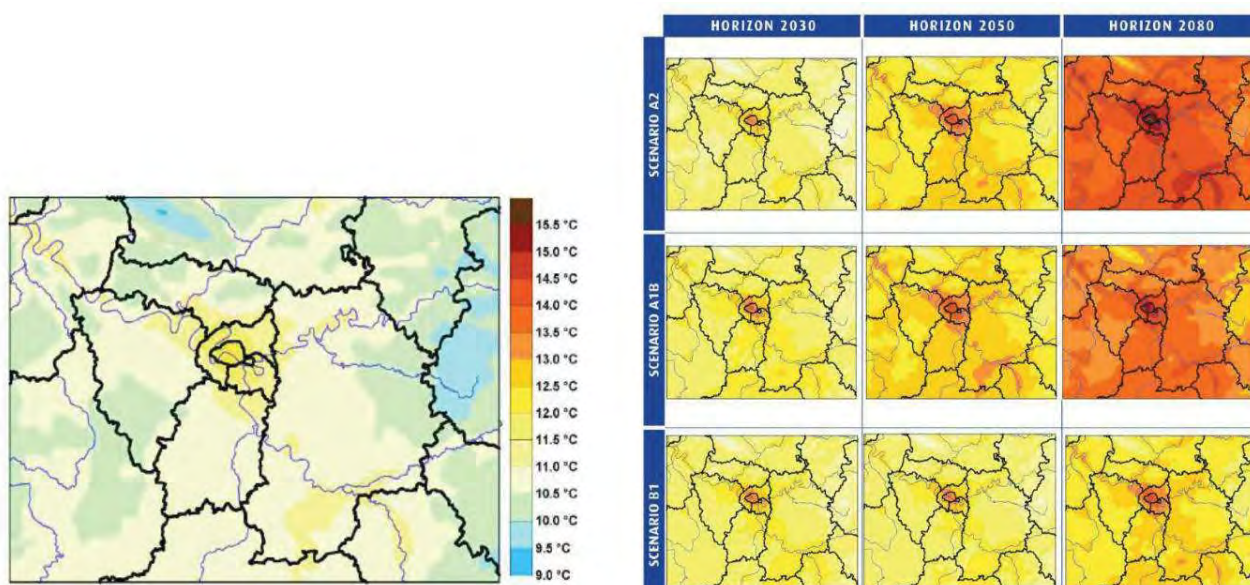 15.5 °C
15.0 °C
14.5 °C
14.0 °C
13.5 °C
13.0 °C
12.5 °C
12.0 °C
11.5 °C
11.0 °C
10.5 °C
10.0 °C
9.5 °C
9.0 °C
HORIZON 2030 HORIZON 2050 HORIZON 2080
SCENARIO A2
SCENARIO A1B
SCENARIO B1